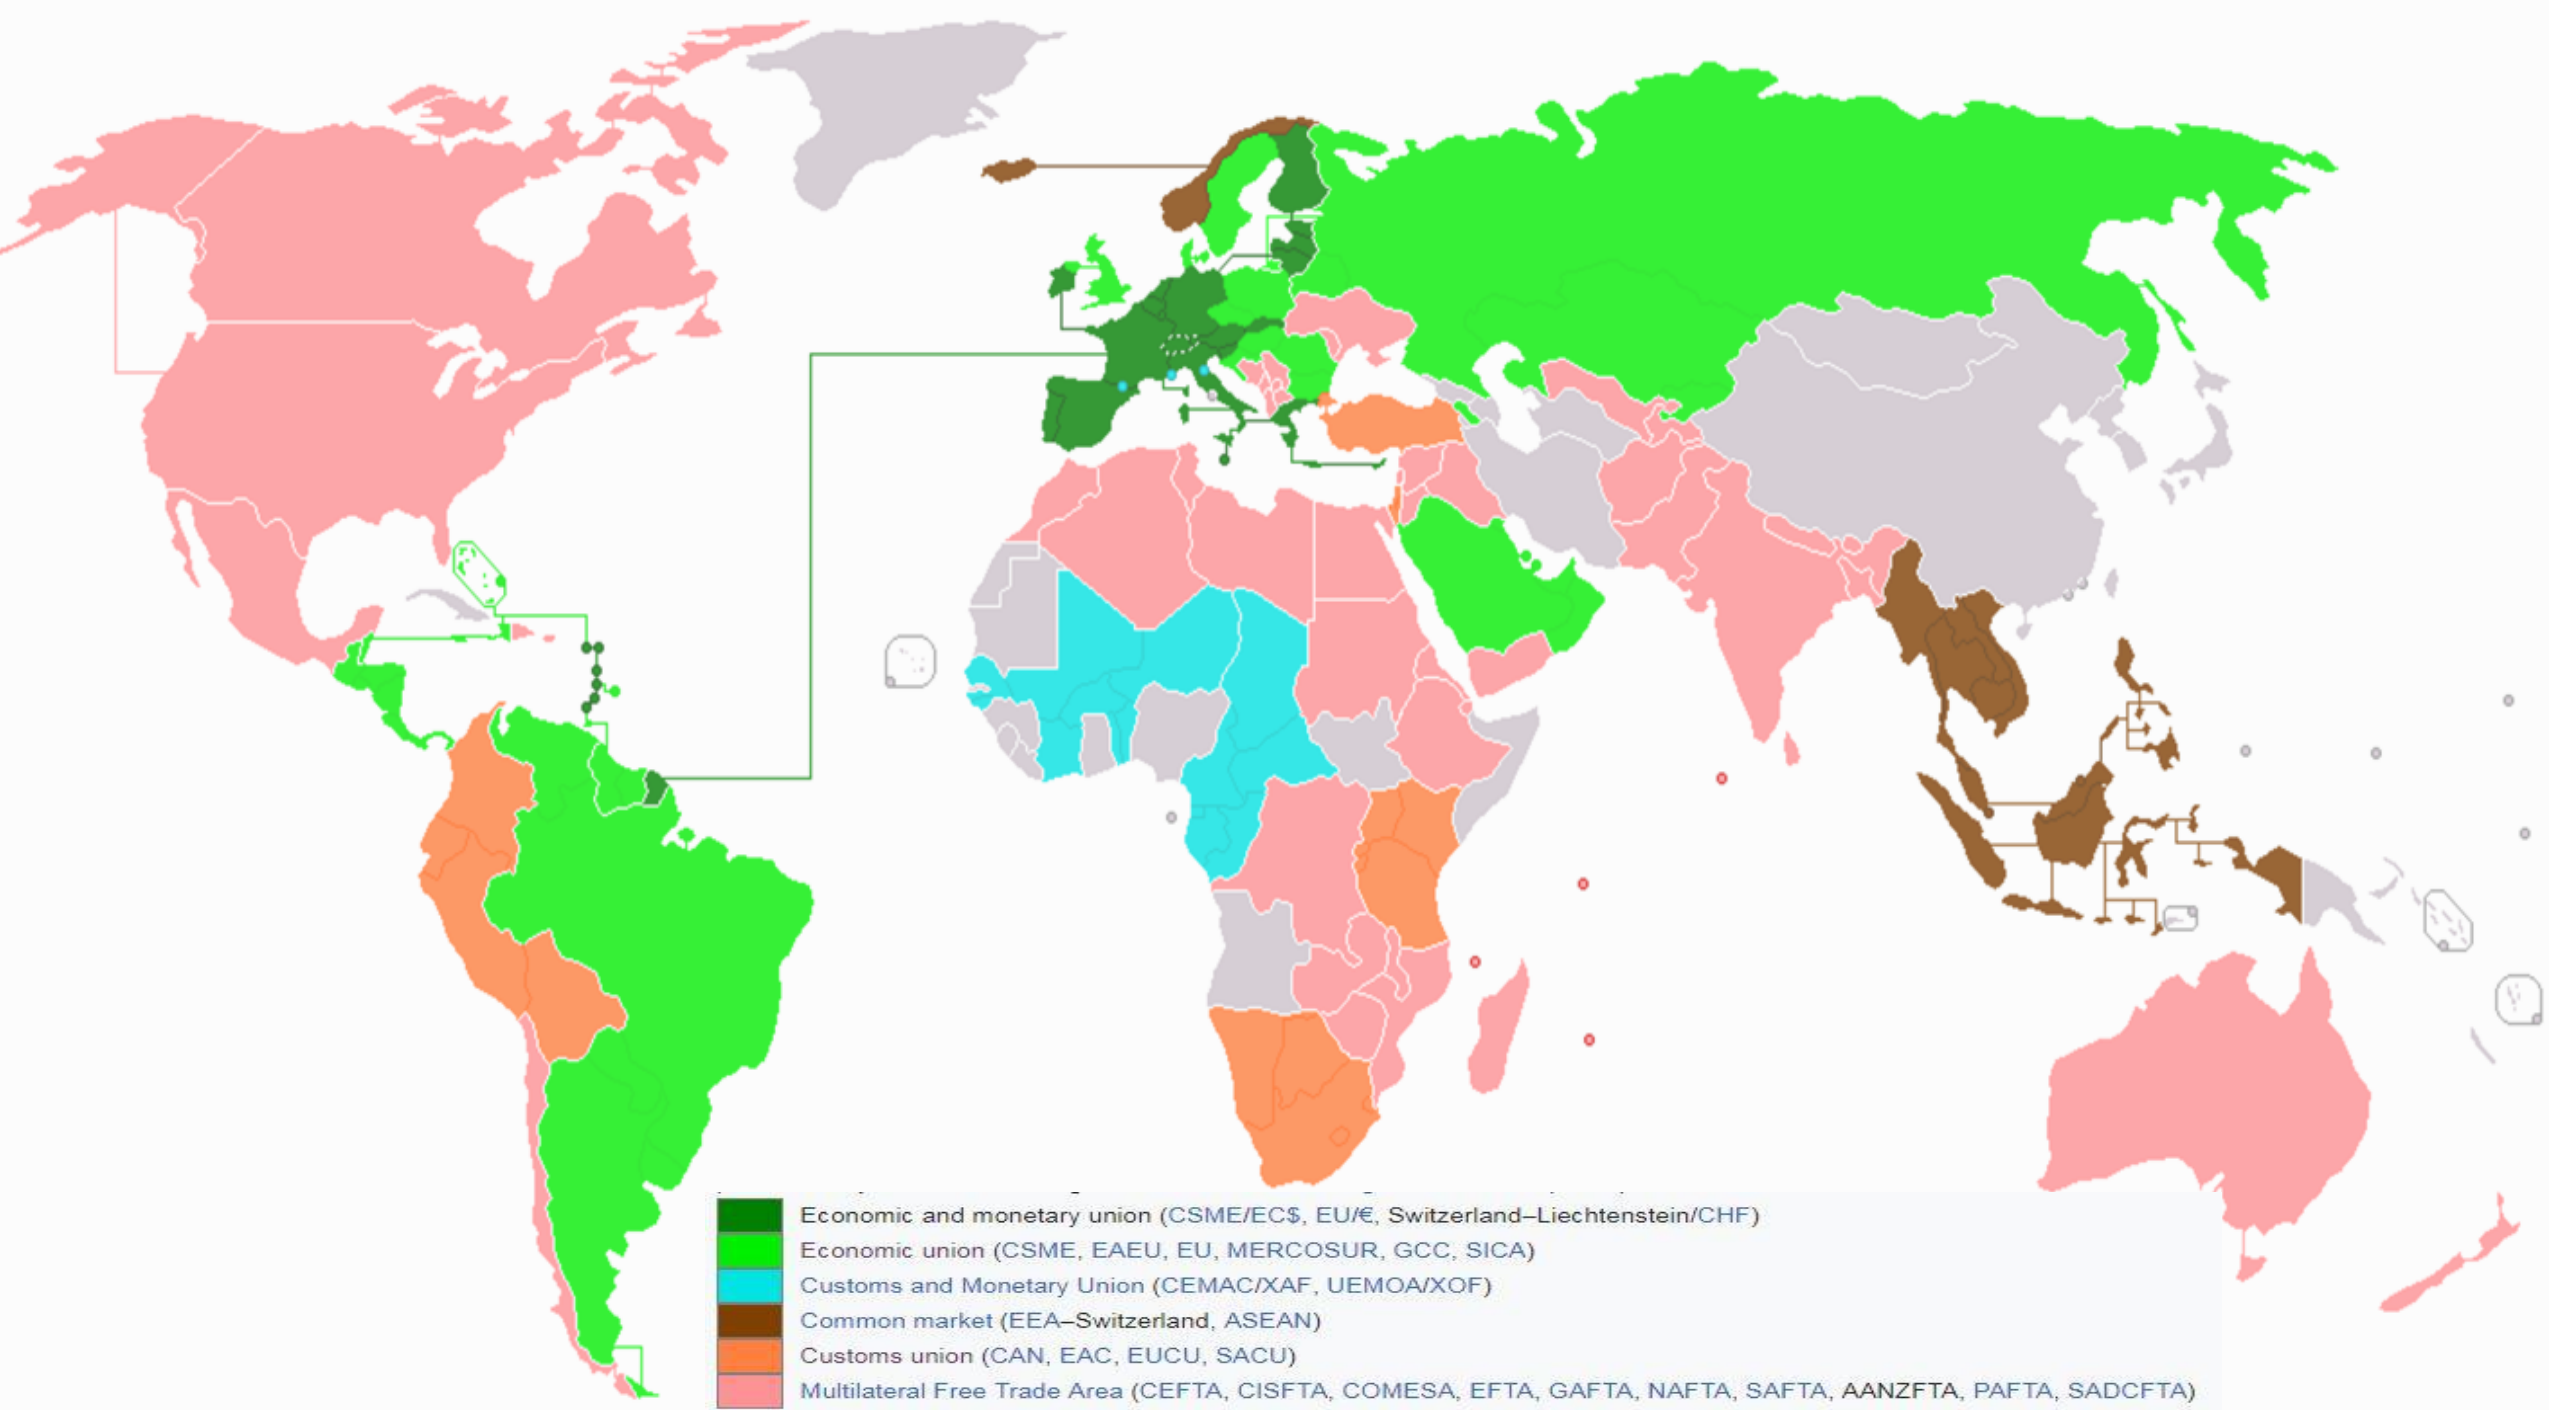 Economic and monetary union (CSME/EC$, EU/€, Switzerland–Liechtenstein/CHF)
Economic union (CSME, EAEU, EU, MERCOSUR, GCC, SICA)
Customs and Monetary Union (CEMAC/XAF, UEMOA/XOF)
Common market (EEA–Switzerland, ASEAN)
Customs union (CAN, EAC, EUCU, SACU)
Multilateral Free Trade Area (CEFTA, CISFTA, COMESA, EFTA, GAFTA, NAFTA, SAFTA, AANZFTA, PAFTA, SADCFTA)